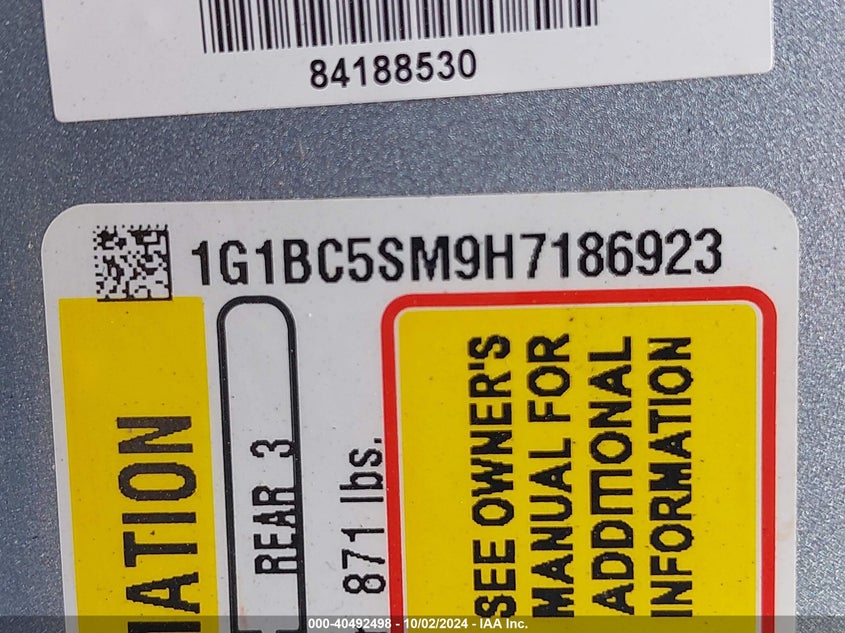 84188530
1G1BC5SM9H7186923
REAR 3
871 lbs.
SEE OWNER'S
MANUAL FOR
ADDITIONAL
INFORMATION
000-40492498 - 10/02/2024 - IAA Inc.